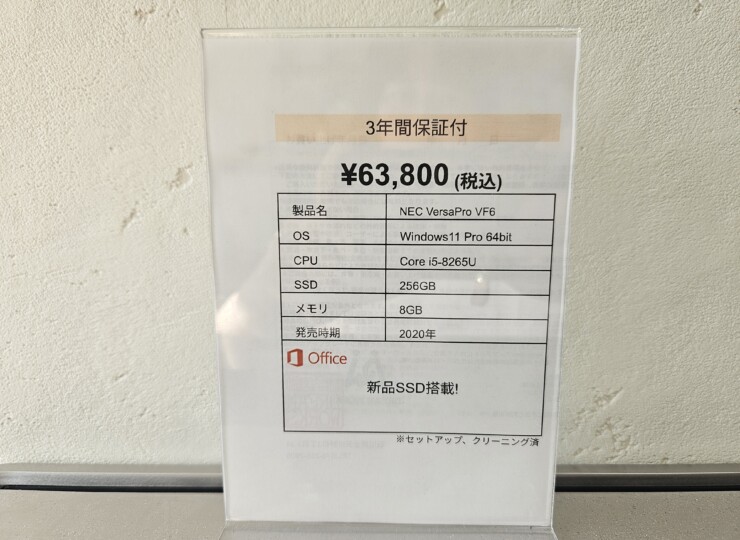 3年間保証付
¥63,800 (税込)
製品名 NEC VersaPro VF6
OS Windows11 Pro 64bit
CPU Core i5-8265U
SSD 256GB
メモリ 8GB
発売時期 2020年
Office
新品SSD搭載!
※セットアップ、クリーニング済